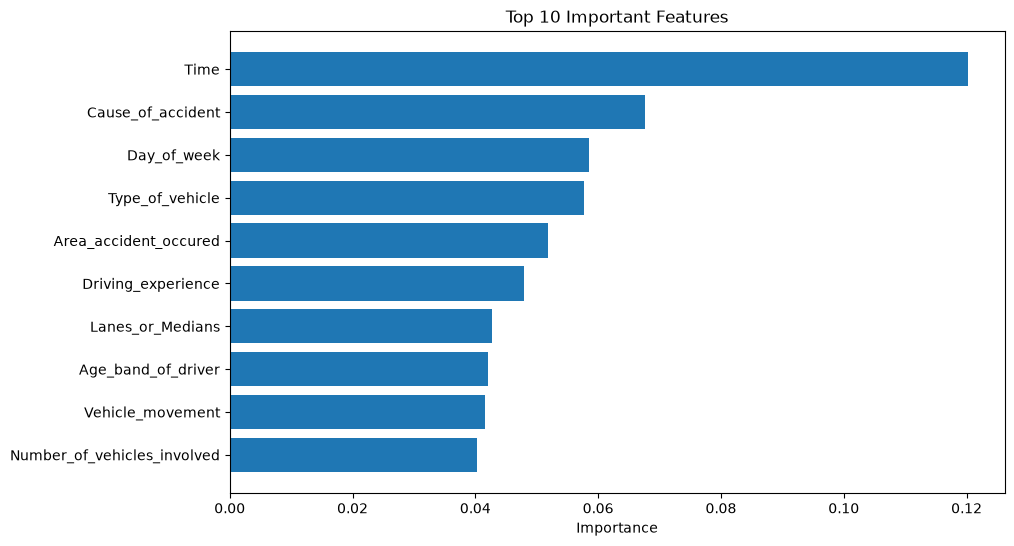 Top 10 Important Features
Time
Cause_of_accident
Day_of_week
Type_of_vehicle
Area_accident_occured
Driving_experience
Lanes_or_Medians
Age_band_of_driver
Vehicle_movement
Number_of_vehicles_involved
0.00 0.02 0.04 0.06 0.08 0.10 0.12
Importance